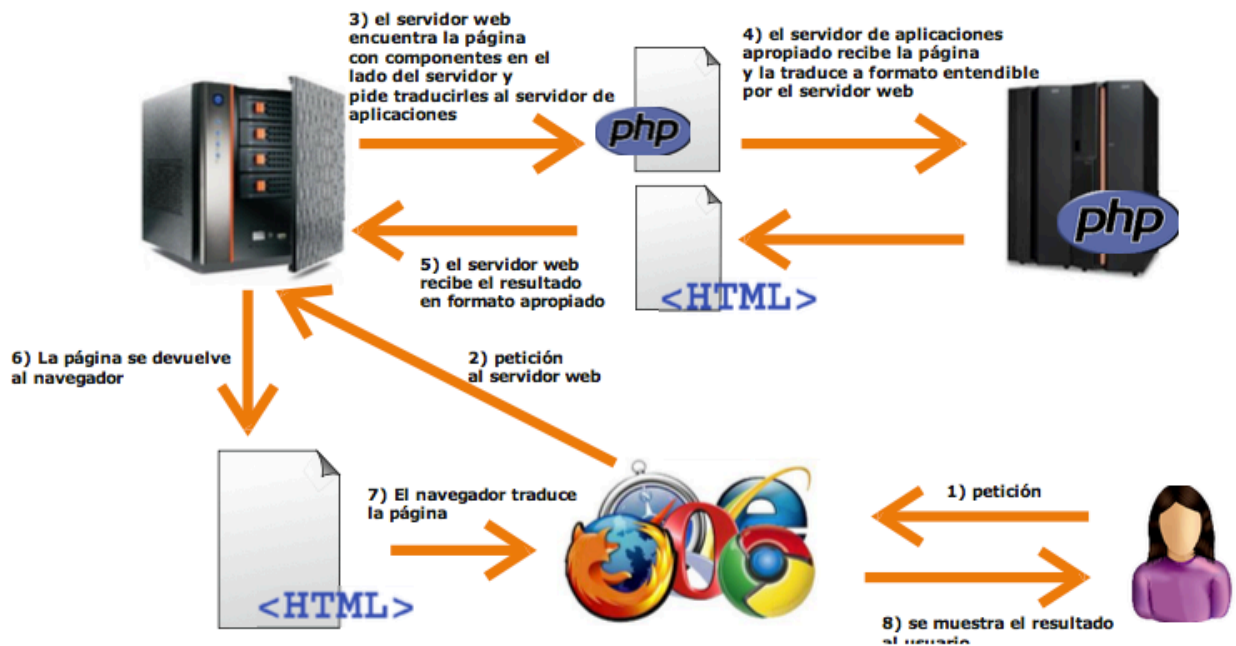 3) el servidor web
encuentra la página
con componentes en el
lado del servidor y
pide traducirles al servidor de
aplicaciones
php
4) el servidor de aplicaciones
apropiado recibe la página
y la traduce a formato entendible
por el servidor web
php
5) el servidor web
recibe el resultado
en formato apropiado
<HTML>
6) La página se devuelve
al navegador
2) petición
al servidor web
7) El navegador traduce
la página
<HTML>
1) petición
8) se muestra el resultado
al usuario